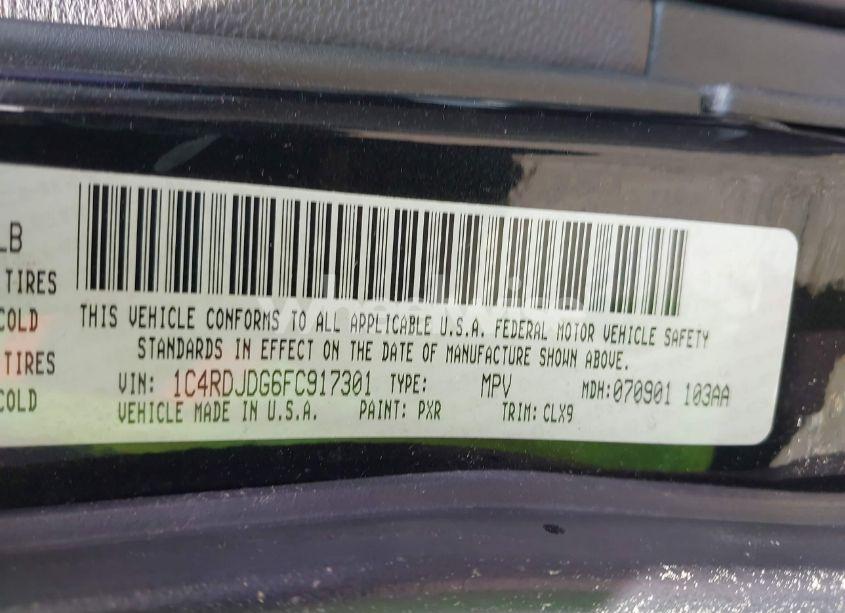 LB
TIRES
COLD
TIRES
COLD
THIS VEHICLE CONFORMS TO ALL APPLICABLE U.S.A. FEDERAL MOTOR VEHICLE SAFETY
STANDARDS IN EFFECT ON THE DATE OF MANUFACTURE SHOWN ABOVE.
VIN: 1C4RDJDG6FC917301 TYPE: MPV MDH:070901 103AA
VEHICLE MADE IN U.S.A. PAINT: PXR TRIM:CLX9